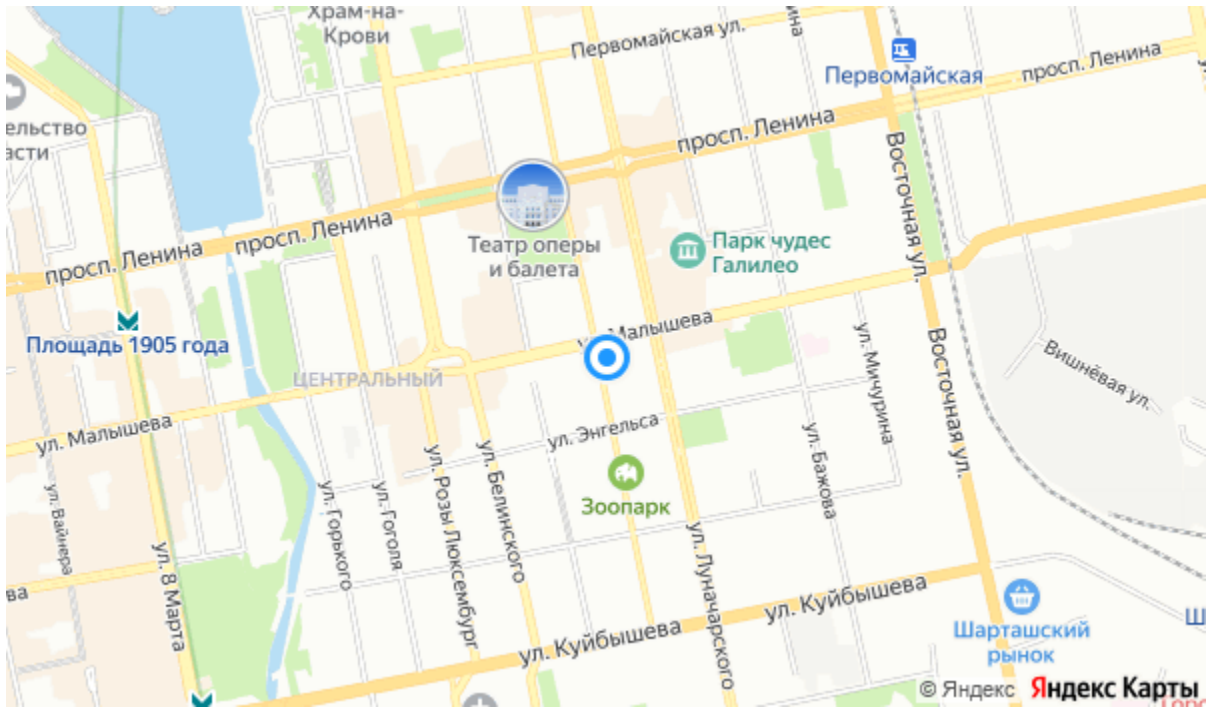 Храм-на-
Крови
Первомайская ул.
Первомайская
просп. Ленина
просп. Ленина
ельство
асти
Восточная ул.
Театр оперы
и балета
Парк чудес
Галилео
просп. Ленина
просп. Ленина
Площадь 1905 года
Малышева
ЦЕНТРАЛЬНЫЙ
ул. Мичурина
Восточная ул.
Вишнёвая ул.
ул. Малышева
ул. Энгельса
ул. Бажова
Зоопарк
ул. Вайнера
ул. Горького
ул. Гоголя
ул. Розы Люксембург
ул. Белинского
ул. 8 Марта
ва
ул. Луначарского
ул. Куйбышева
ул. Куйбышева
Шарташский
рынок
Ш
© Яндекс Яндекс Карты